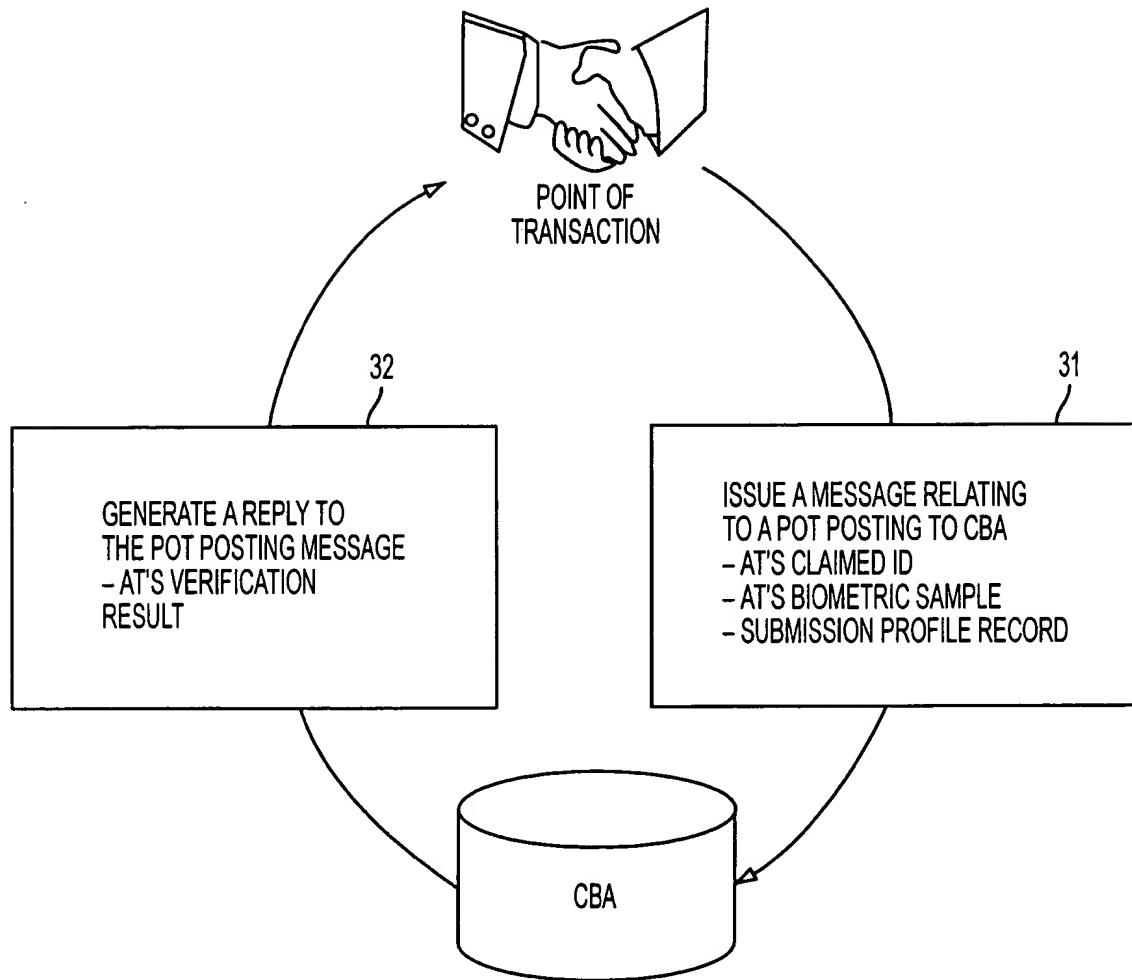 POINT OF
TRANSACTION
32
31
GENERATE A REPLY TO
THE POT POSTING MESSAGE
– AT'S VERIFICATION
RESULT
ISSUE A MESSAGE RELATING
TO A POT POSTING TO CBA
– AT'S CLAIMED ID
– AT'S BIOMETRIC SAMPLE
– SUBMISSION PROFILE RECORD
CBA